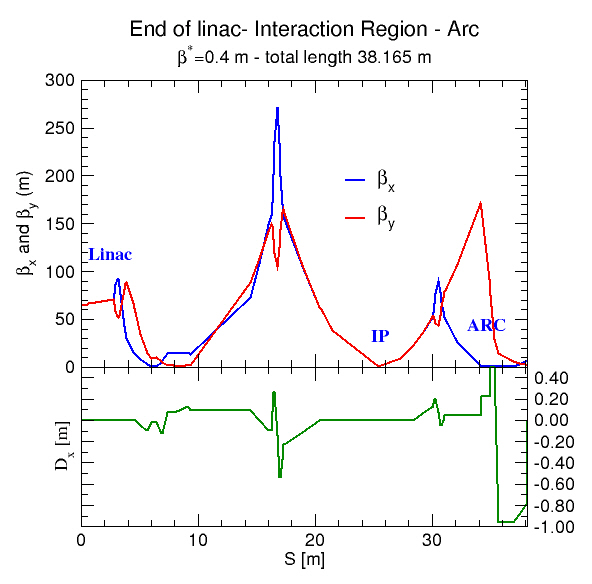 End of linac- Interaction Region - Arc
β*=0.4 m - total length 38.165 m
300
250
200
150
100
50
0
βx and βy (m)
βx
βy
Linac
IP
ARC
0.40
0.20
0.00
-0.20
-0.40
-0.60
-0.80
-1.00
Dx [m]
0 10 20 30
S [m]